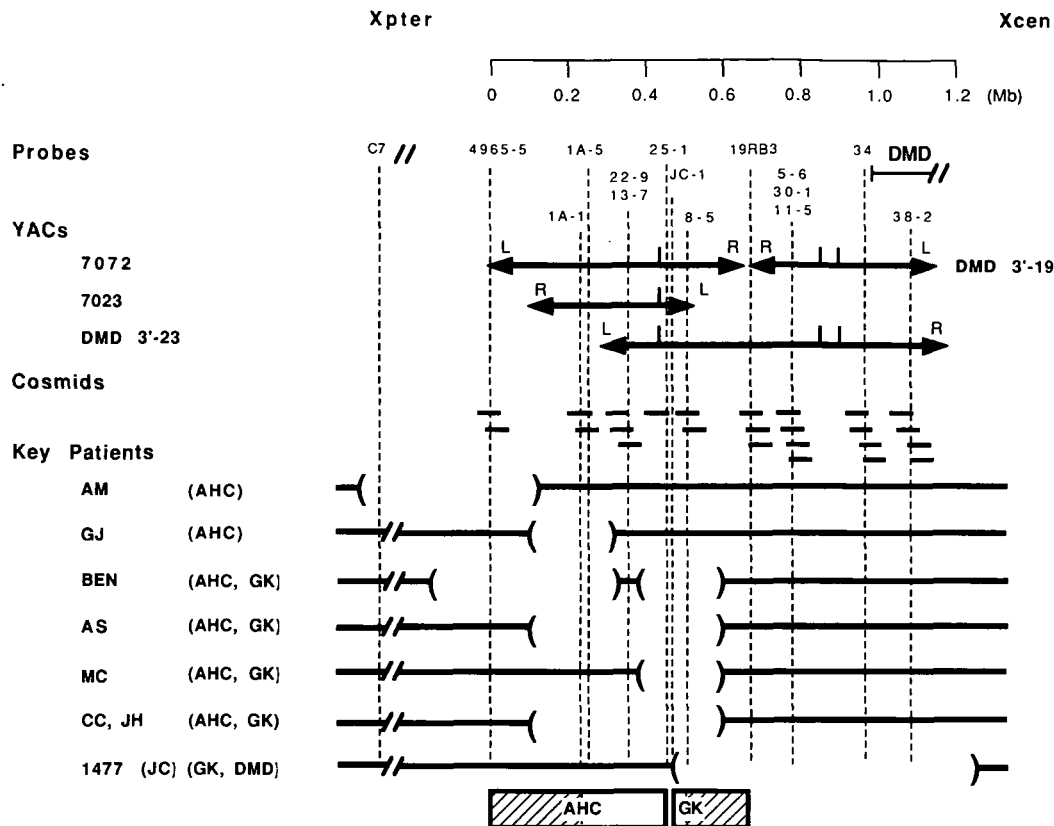 Xpter Xcen
0 0.2 0.4 0.6 0.8 1.0 1.2 (Mb)
Probes C7 4965-5 1A-5 25-1 19RB3 34 DMD
22-9 JC-1 5-6
13-7 30-1
1A-1 8-5 11-5 38-2
YACs
L R R L
7072 DMD 3'-19
R L
7023
L R
DMD 3'-23
Cosmids
Key Patients
AM (AHC)
GJ (AHC)
BEN (AHC, GK)
AS (AHC, GK)
MC (AHC, GK)
CC, JH (AHC, GK)
1477 (JC) (GK, DMD)
AHC GK